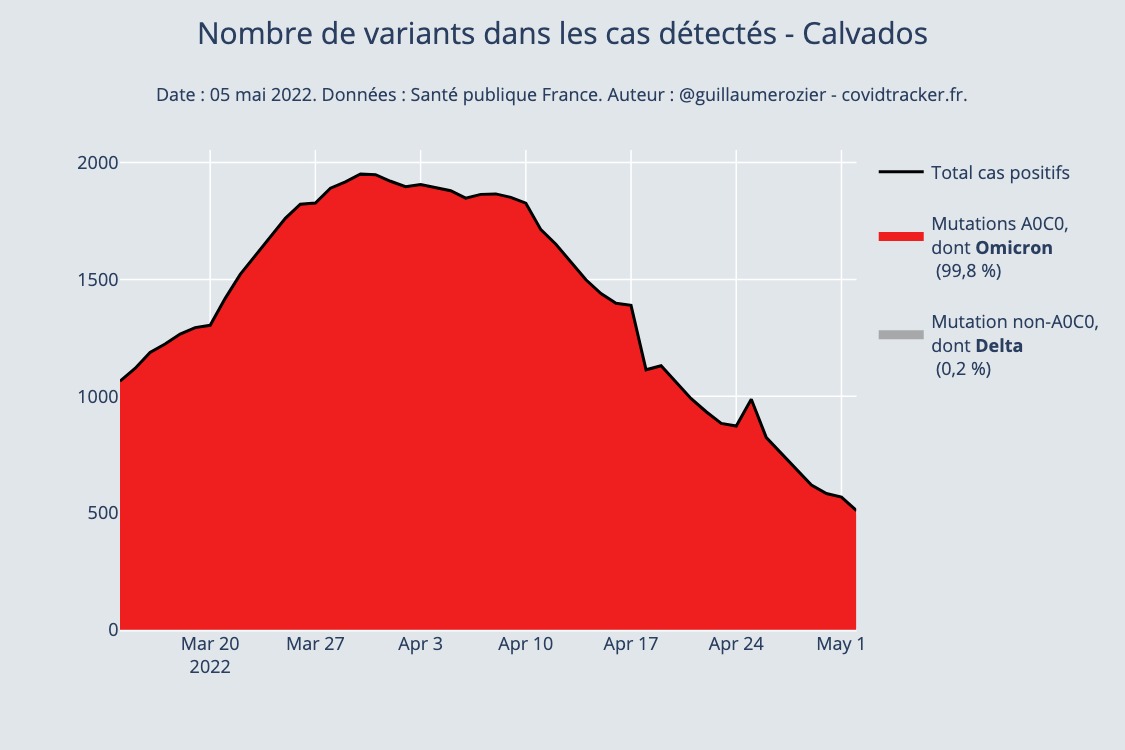 Nombre de variants dans les cas détectés - Calvados
Date : 05 mai 2022. Données : Santé publique France. Auteur : @guillaumerozier - covidtracker.fr.
2000
1500
1000
500
0
Mar 20
2022
Mar 27
Apr 3
Apr 10
Apr 17
Apr 24
May 1
Total cas positifs
Mutations A0C0,
dont Omicron
(99,8 %)
Mutation non-A0C0,
dont Delta
(0,2 %)